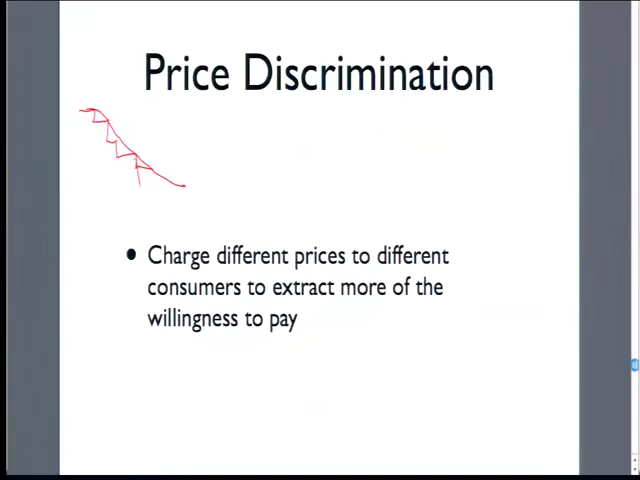 Price Discrimination
• Charge different prices to different
consumers to extract more of the
willingness to pay